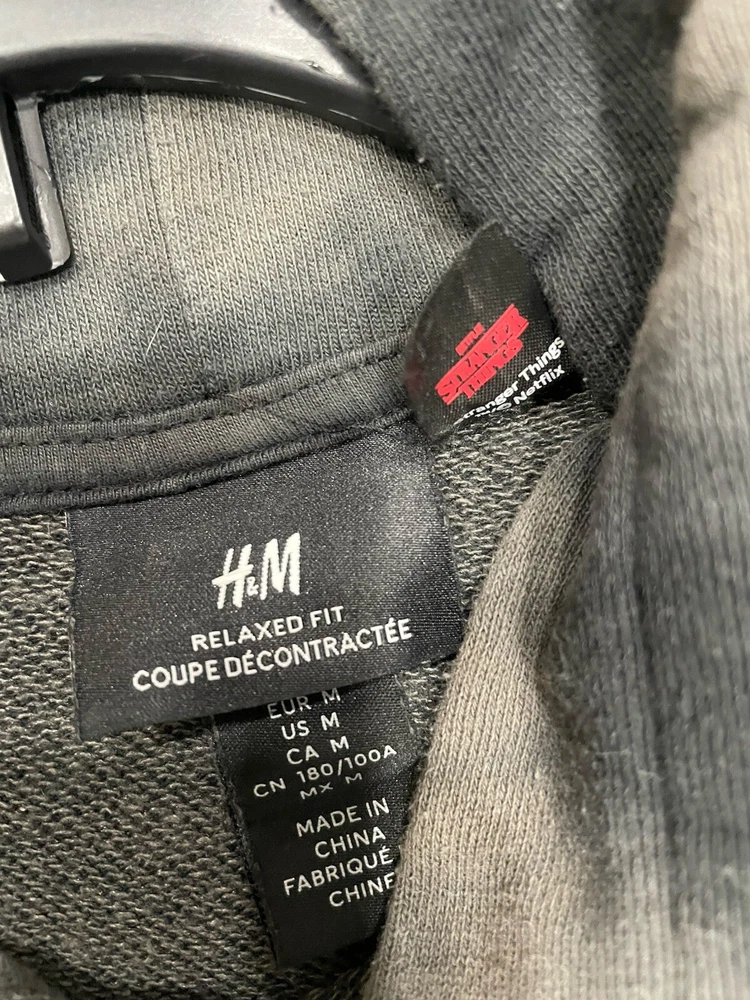 NETFLIX
STRANGER
THINGS
Stranger Things
© Netflix
H&M
RELAXED FIT
COUPE DÉCONTRACTÉE
EUR M
US M
CA M
CN 180/100A
MX M
MADE IN
CHINA
FABRIQUÉ
CHINE